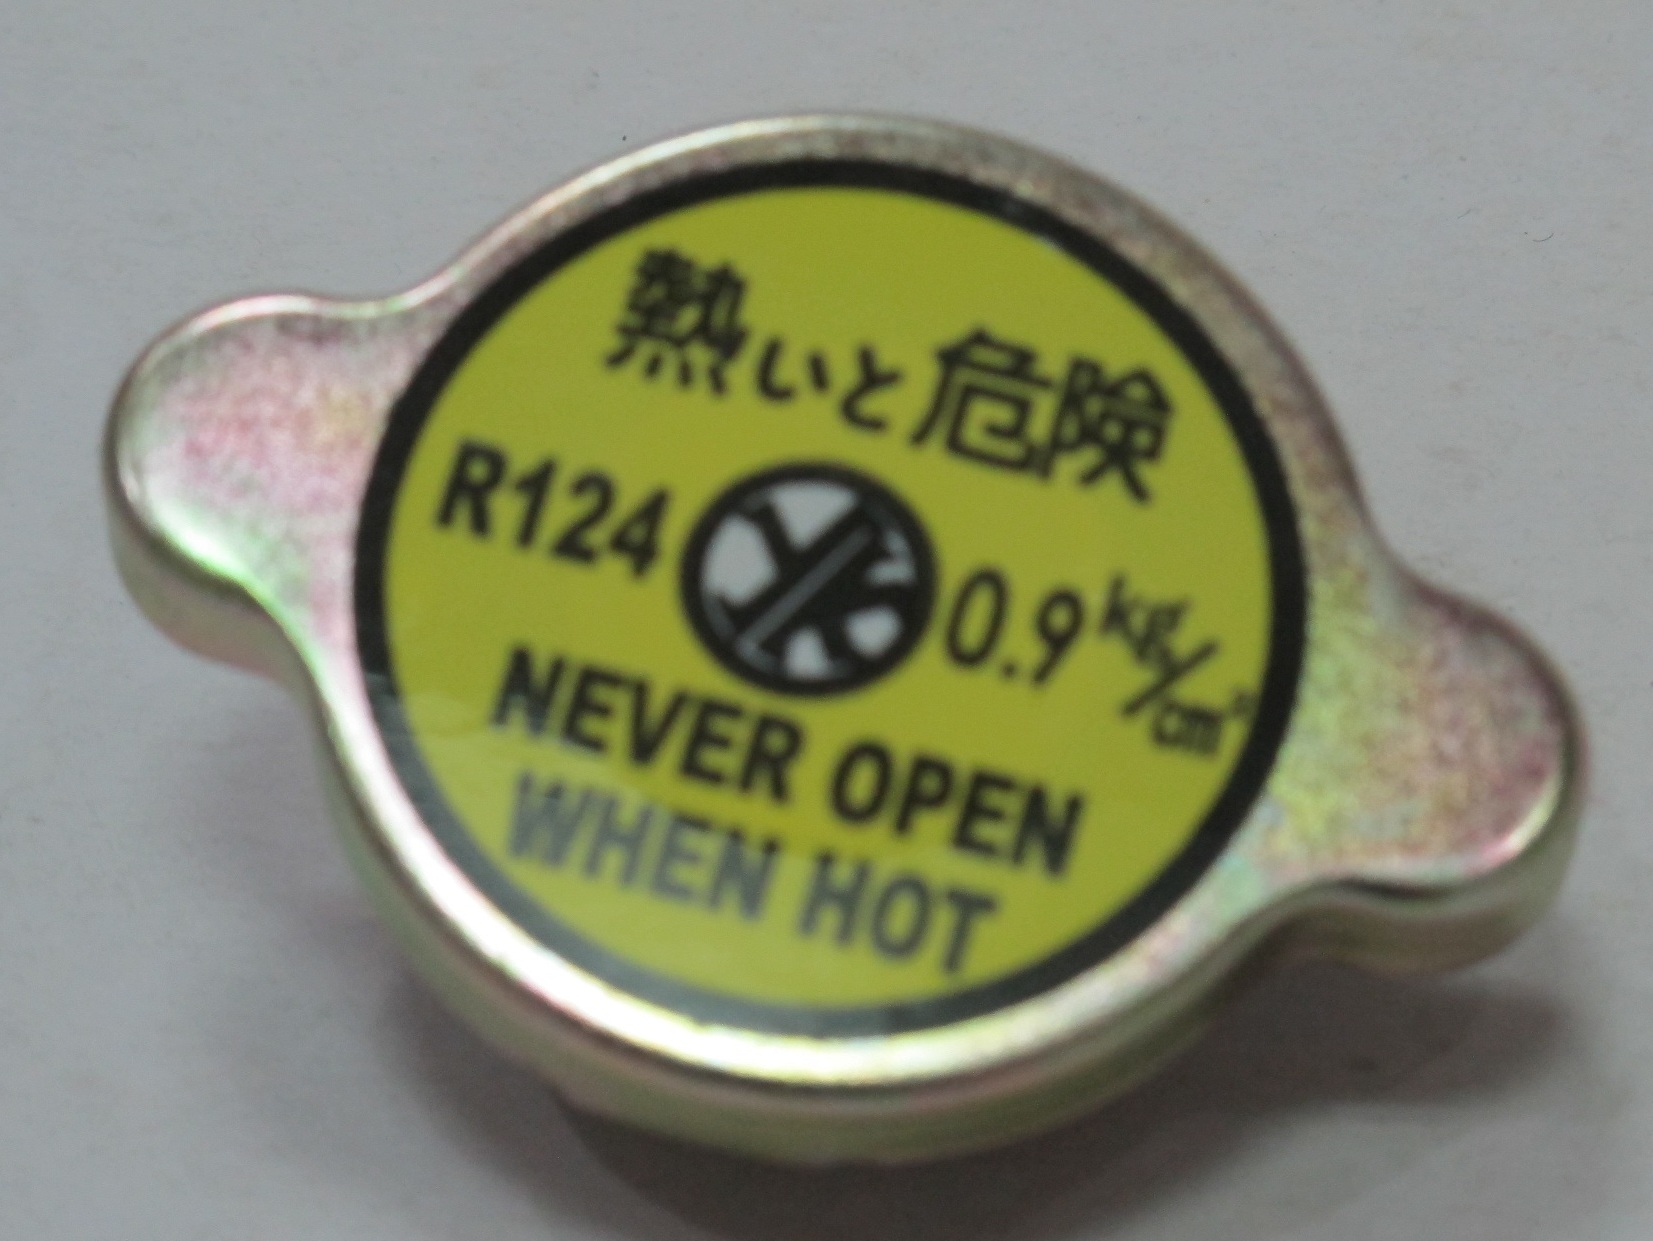 熱いと危険
R124
0.9 kg/cm²
NEVER OPEN
WHEN HOT